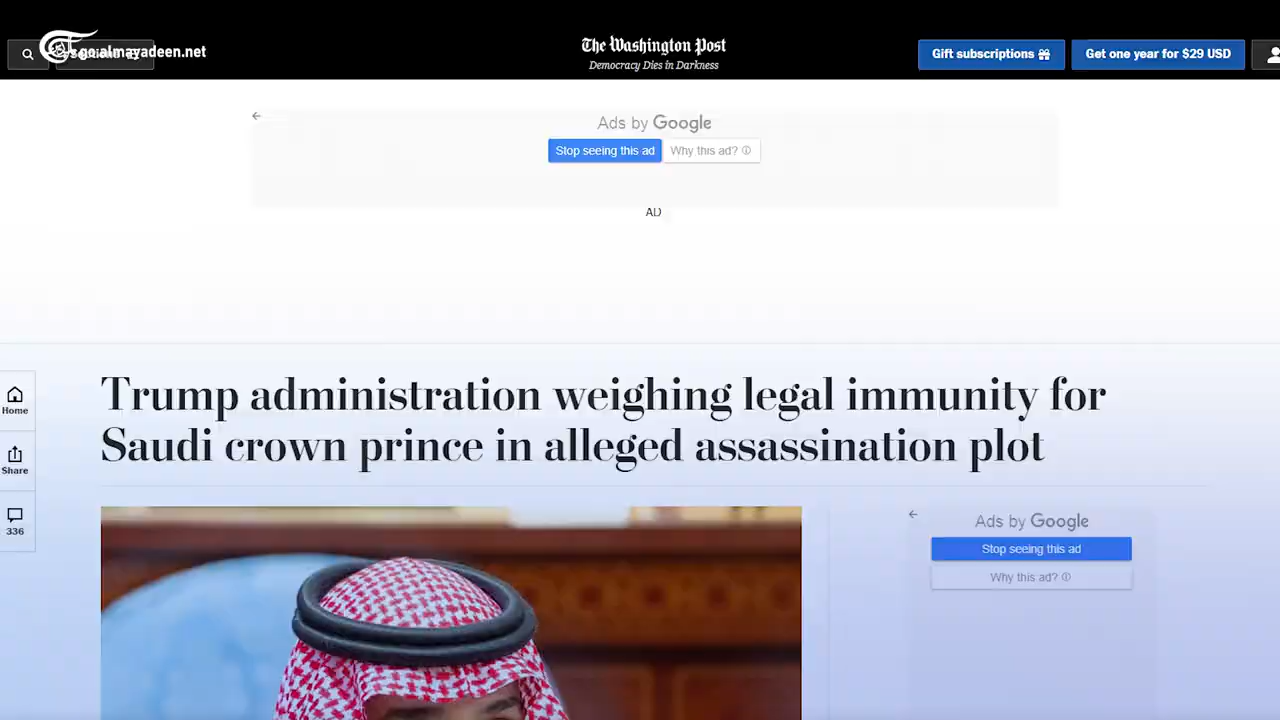 go.almayadeen.net
The Washington Post
Democracy Dies in Darkness
Gift subscriptions
Get one year for $29 USD
Ads by Google
Stop seeing this ad
Why this ad?
AD
Trump administration weighing legal immunity for
Saudi crown prince in alleged assassination plot
Home
Share
336
Ads by Google
Stop seeing this ad
Why this ad?